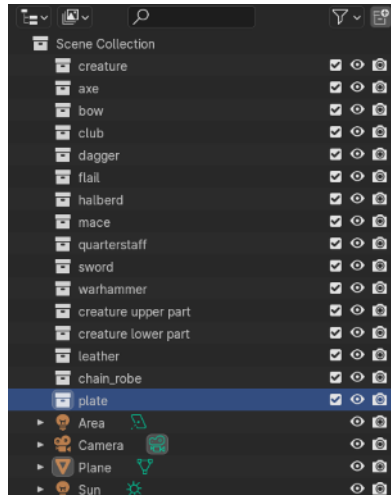 Scene Collection
creature
axe
bow
club
dagger
flail
halberd
mace
quarterstaff
sword
warhammer
creature upper part
creature lower part
leather
chain_robe
plate
Area
Camera
Plane
Sun